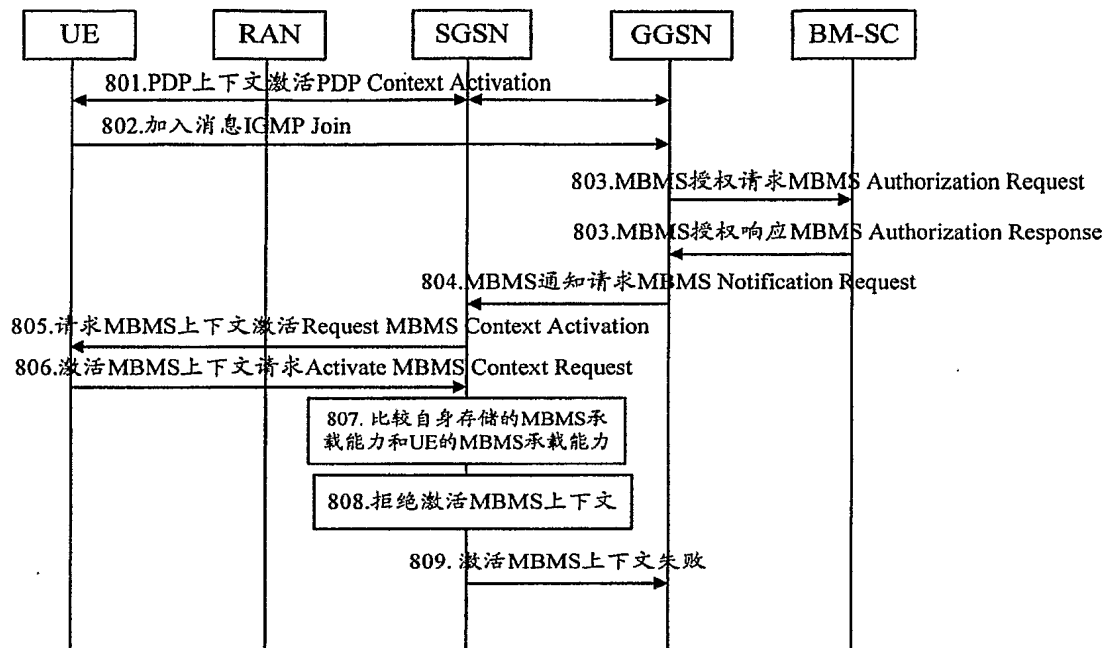 UE RAN SGSN GGSN BM-SC
801.PDP上下文激活PDP Context Activation
802.加入消息IGMP Join
803.MBMS授权请求MBMS Authorization Request
803.MBMS授权响应MBMS Authorization Response
804.MBMS通知请求MBMS Notification Request
805.请求MBMS上下文激活Request MBMS Context Activation
806.激活MBMS上下文请求Activate MBMS Context Request
807. 比较自身存储的MBMS承
载能力和UE的MBMS承载能力
808.拒绝激活MBMS上下文
809. 激活MBMS上下文失败